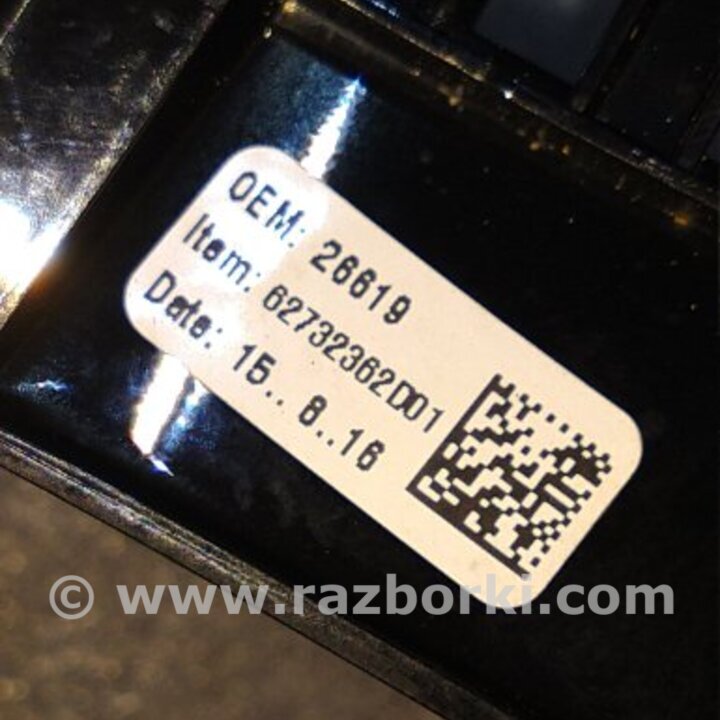 OEM: 26619
Item: 62732362D01
Date: 15.. 8..16
© www.razborki.com